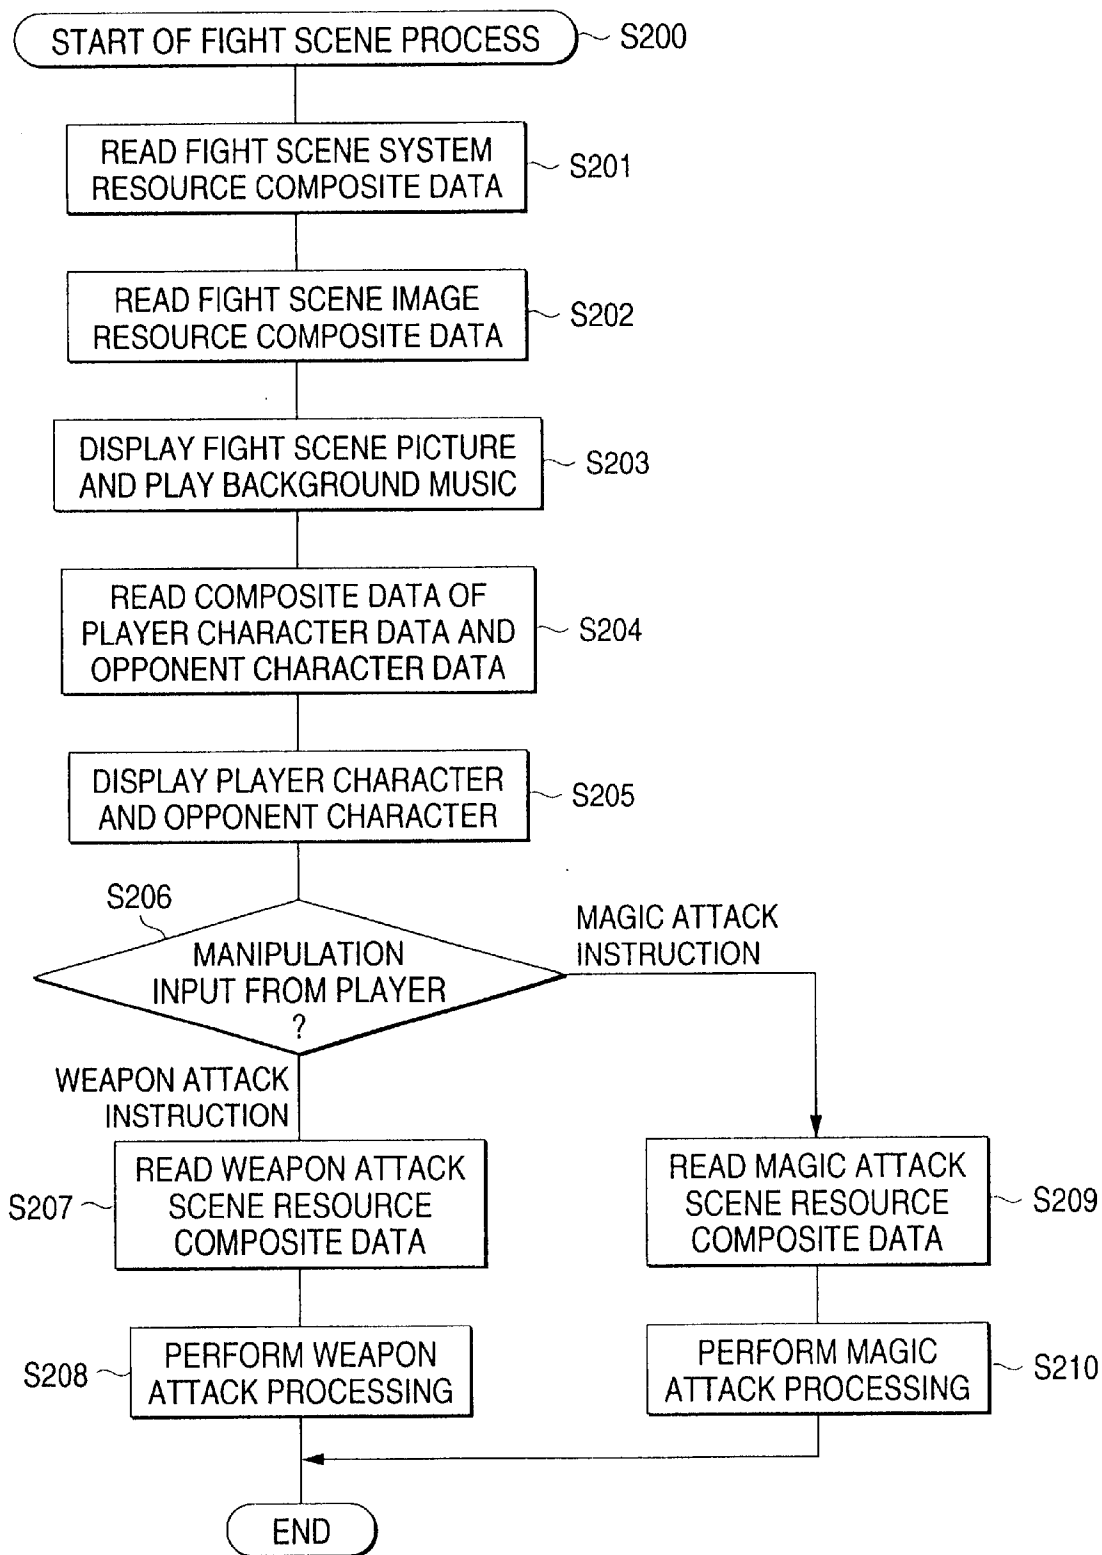 START OF FIGHT SCENE PROCESS
S200
READ FIGHT SCENE SYSTEM
RESOURCE COMPOSITE DATA
S201
READ FIGHT SCENE IMAGE
RESOURCE COMPOSITE DATA
S202
DISPLAY FIGHT SCENE PICTURE
AND PLAY BACKGROUND MUSIC
S203
READ COMPOSITE DATA OF
PLAYER CHARACTER DATA AND
OPPONENT CHARACTER DATA
S204
DISPLAY PLAYER CHARACTER
AND OPPONENT CHARACTER
S205
S206
MANIPULATION
INPUT FROM PLAYER
?
MAGIC ATTACK
INSTRUCTION
WEAPON ATTACK
INSTRUCTION
S207
READ WEAPON ATTACK
SCENE RESOURCE
COMPOSITE DATA
READ MAGIC ATTACK
SCENE RESOURCE
COMPOSITE DATA
S209
S208
PERFORM WEAPON
ATTACK PROCESSING
PERFORM MAGIC
ATTACK PROCESSING
S210
END